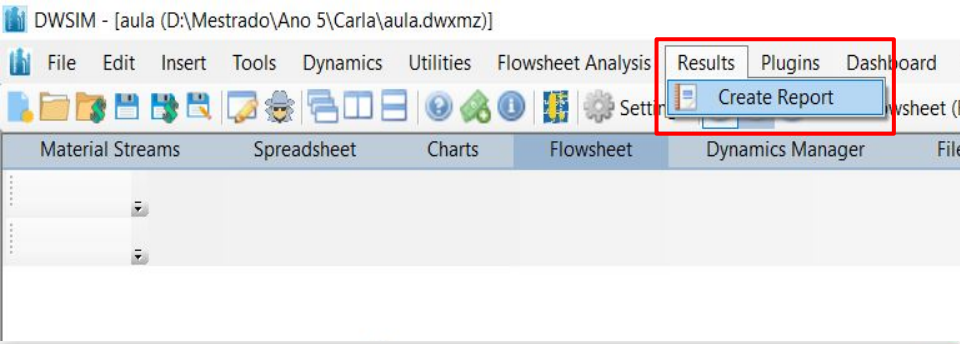 DWSIM - [aula (D:\Mestrado\Ano 5\Carla\aula.dwxmz)]
File Edit Insert Tools Dynamics Utilities Flowsheet Analysis Results Plugins Dashboard
Create Report
Material Streams Spreadsheet Charts Flowsheet Dynamics Manager